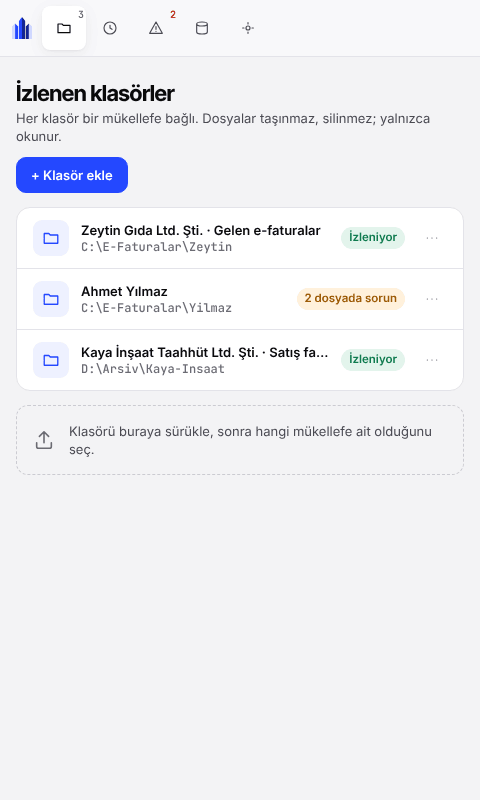 3
2
İzlenen klasörler
Her klasör bir mükellefe bağlı. Dosyalar taşınmaz, silinmez; yalnızca
okunur.
+ Klasör ekle
Zeytin Gıda Ltd. Şti. · Gelen e-faturalar
C:\E-Faturalar\Zeytin
İzleniyor
···
Ahmet Yılmaz
C:\E-Faturalar\Yilmaz
2 dosyada sorun
···
Kaya İnşaat Taahhüt Ltd. Şti. · Satış fa...
D:\Arsiv\Kaya-Insaat
İzleniyor
···
Klasörü buraya sürükle, sonra hangi mükellefe ait olduğunu
seç.